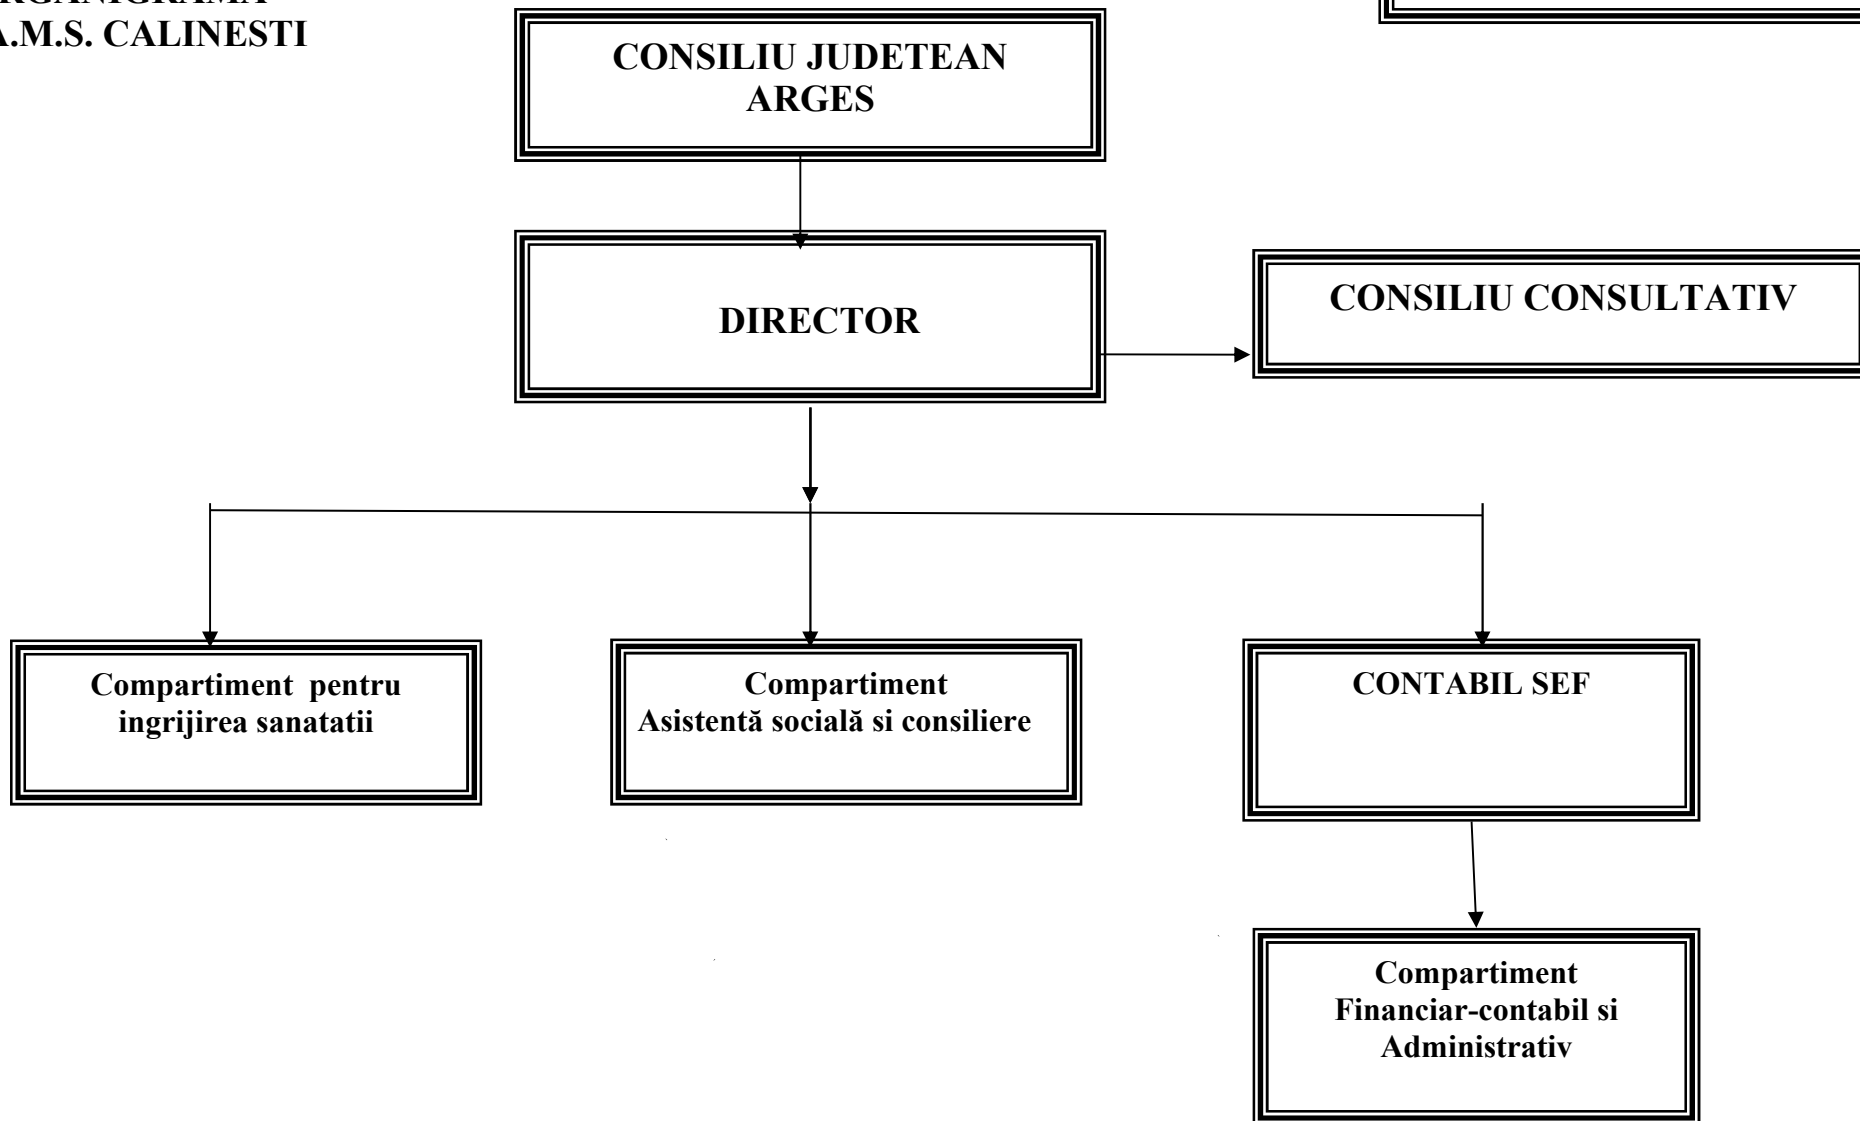 A.M.S. CALINESTI
CONSILIU JUDETEAN
ARGES
DIRECTOR
CONSILIU CONSULTATIV
Compartiment pentru
ingrijirea sanatatii
Compartiment
Asistentă socială si consiliere
CONTABIL SEF
Compartiment
Financiar-contabil si
Administrativ